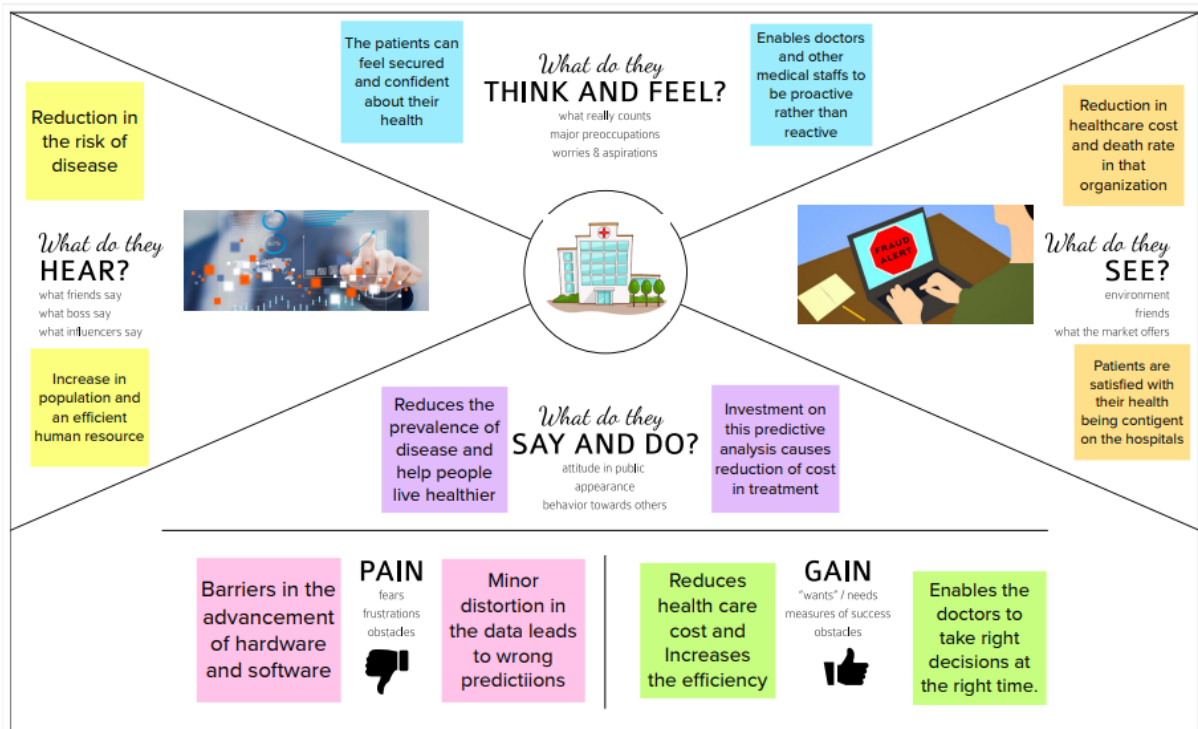 The patients can
feel secured
and confident
about their
health
What do they
THINK AND FEEL?
what really counts
major preoccupations
worries & aspirations
Enables doctors
and other
medical staffs to
be proactive
rather than
reactive
Reduction in
the risk of
disease
What do they
HEAR?
what friends say
what boss say
what influencers say
Increase in
population and
an efficient
human resource
Reduction in
healthcare cost
and death rate
in that
organization
FRAUD
ALERT
What do they
SEE?
environment
friends
what the market offers
Patients are
satisfied with
their health
being contigent
on the hospitals
Reduces the
prevalence of
disease and
help people
live healthier
What do they
SAY AND DO?
attitude in public
appearance
behavior towards others
Investment on
this predictive
analysis causes
reduction of cost
in treatment
Barriers in the
advancement
of hardware
and software
PAIN
fears
frustrations
obstacles
Minor
distortion in
the data leads
to wrong
predictiions
Reduces
health care
cost and
Increases
the efficiency
GAIN
"wants" / needs
measures of success
obstacles
Enables the
doctors to
take right
decisions at
the right time.